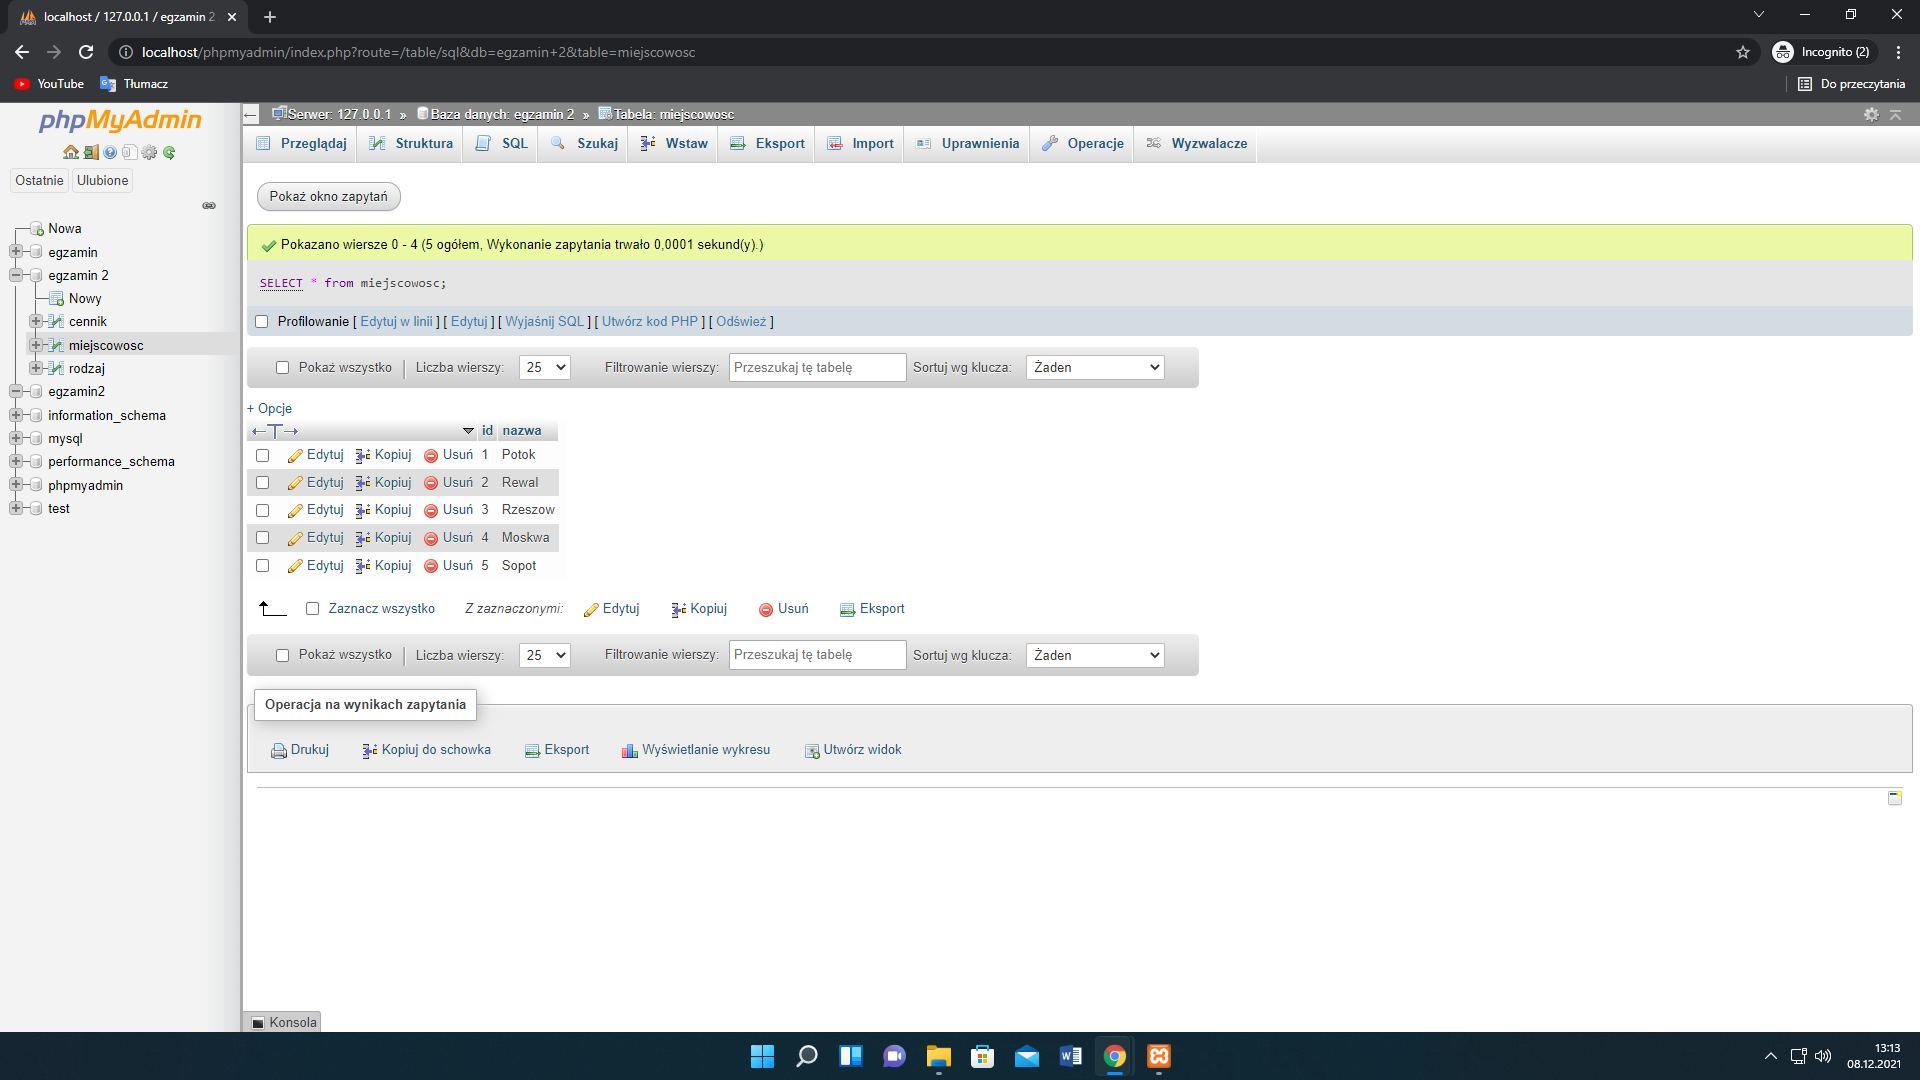 localhost / 127.0.0.1 / egzamin 2
localhost/phpmyadmin/index.php?route=/table/sql&db=egzamin+2&table=miejscowosc
Incognito (2)
YouTube
Tłumacz
Do przeczytania
phpMyAdmin
Ostatnie
Ulubione
Nowa
egzamin
egzamin 2
Nowy
cennik
miejscowosc
rodzaj
egzamin2
information_schema
mysql
performance_schema
phpmyadmin
test
Serwer: 127.0.0.1 » Baza danych: egzamin 2 » Tabela: miejscowosc
Przeglądaj Struktura SQL Szukaj Wstaw Eksport Import Uprawnienia Operacje Wyzwalacze
Pokaż okno zapytań
Pokazano wiersze 0 - 4 (5 ogółem, Wykonanie zapytania trwało 0,0001 sekund(y).)
SELECT * from miejscowosc;
Profilowanie [ Edytuj w linii ] [ Edytuj ] [ Wyjaśnij SQL ] [ Utwórz kod PHP ] [ Odśwież ]
Pokaż wszystko | Liczba wierszy: 25 Filtrowanie wierszy: Przeszukaj tę tabelę Sortuj wg klucza: Żaden
+ Opcje
←T→ id nazwa
Edytuj Kopiuj Usuń 1 Potok
Edytuj Kopiuj Usuń 2 Rewal
Edytuj Kopiuj Usuń 3 Rzeszow
Edytuj Kopiuj Usuń 4 Moskwa
Edytuj Kopiuj Usuń 5 Sopot
Zaznacz wszystko Z zaznaczonymi: Edytuj Kopiuj Usuń Eksport
Pokaż wszystko | Liczba wierszy: 25 Filtrowanie wierszy: Przeszukaj tę tabelę Sortuj wg klucza: Żaden
Operacja na wynikach zapytania
Drukuj Kopiuj do schowka Eksport Wyświetlanie wykresu Utwórz widok
Konsola
13:13
08.12.2021